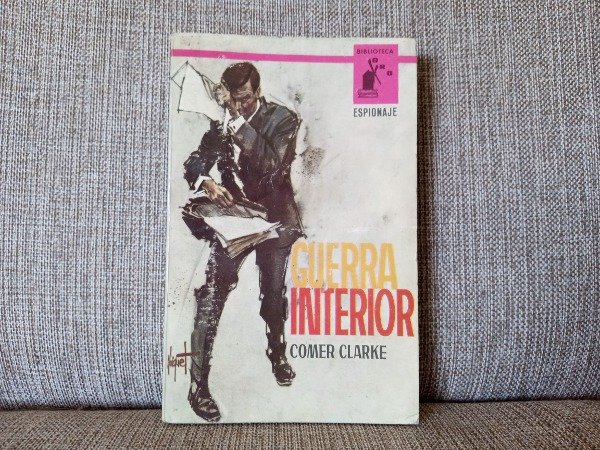 BIBLIOTECA
ORO
ESPIONAJE
GUERRA
INTERIOR
COMER CLARKE